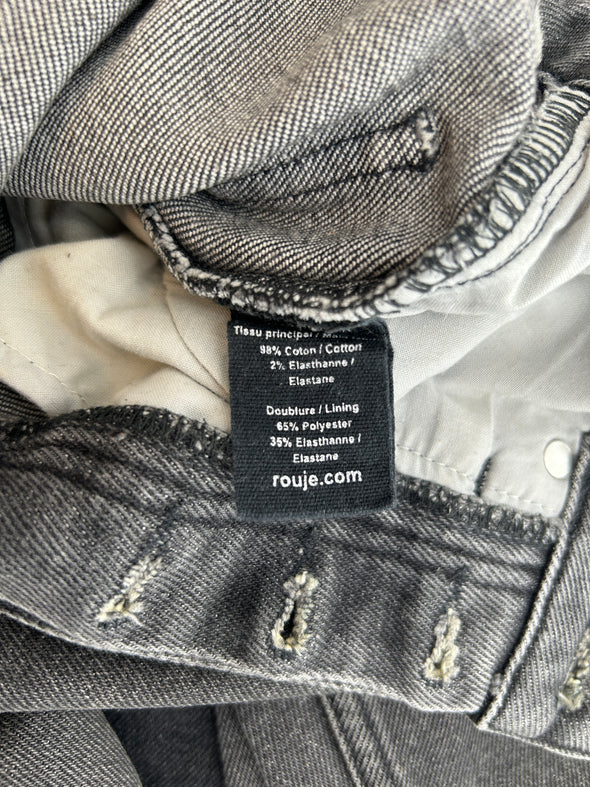 Tissu principal /
98% Coton / Cotton
2% Elasthanne /
Elastane
Doublure / Lining
65% Polyester
35% Elasthanne /
Elastane
rouje.com